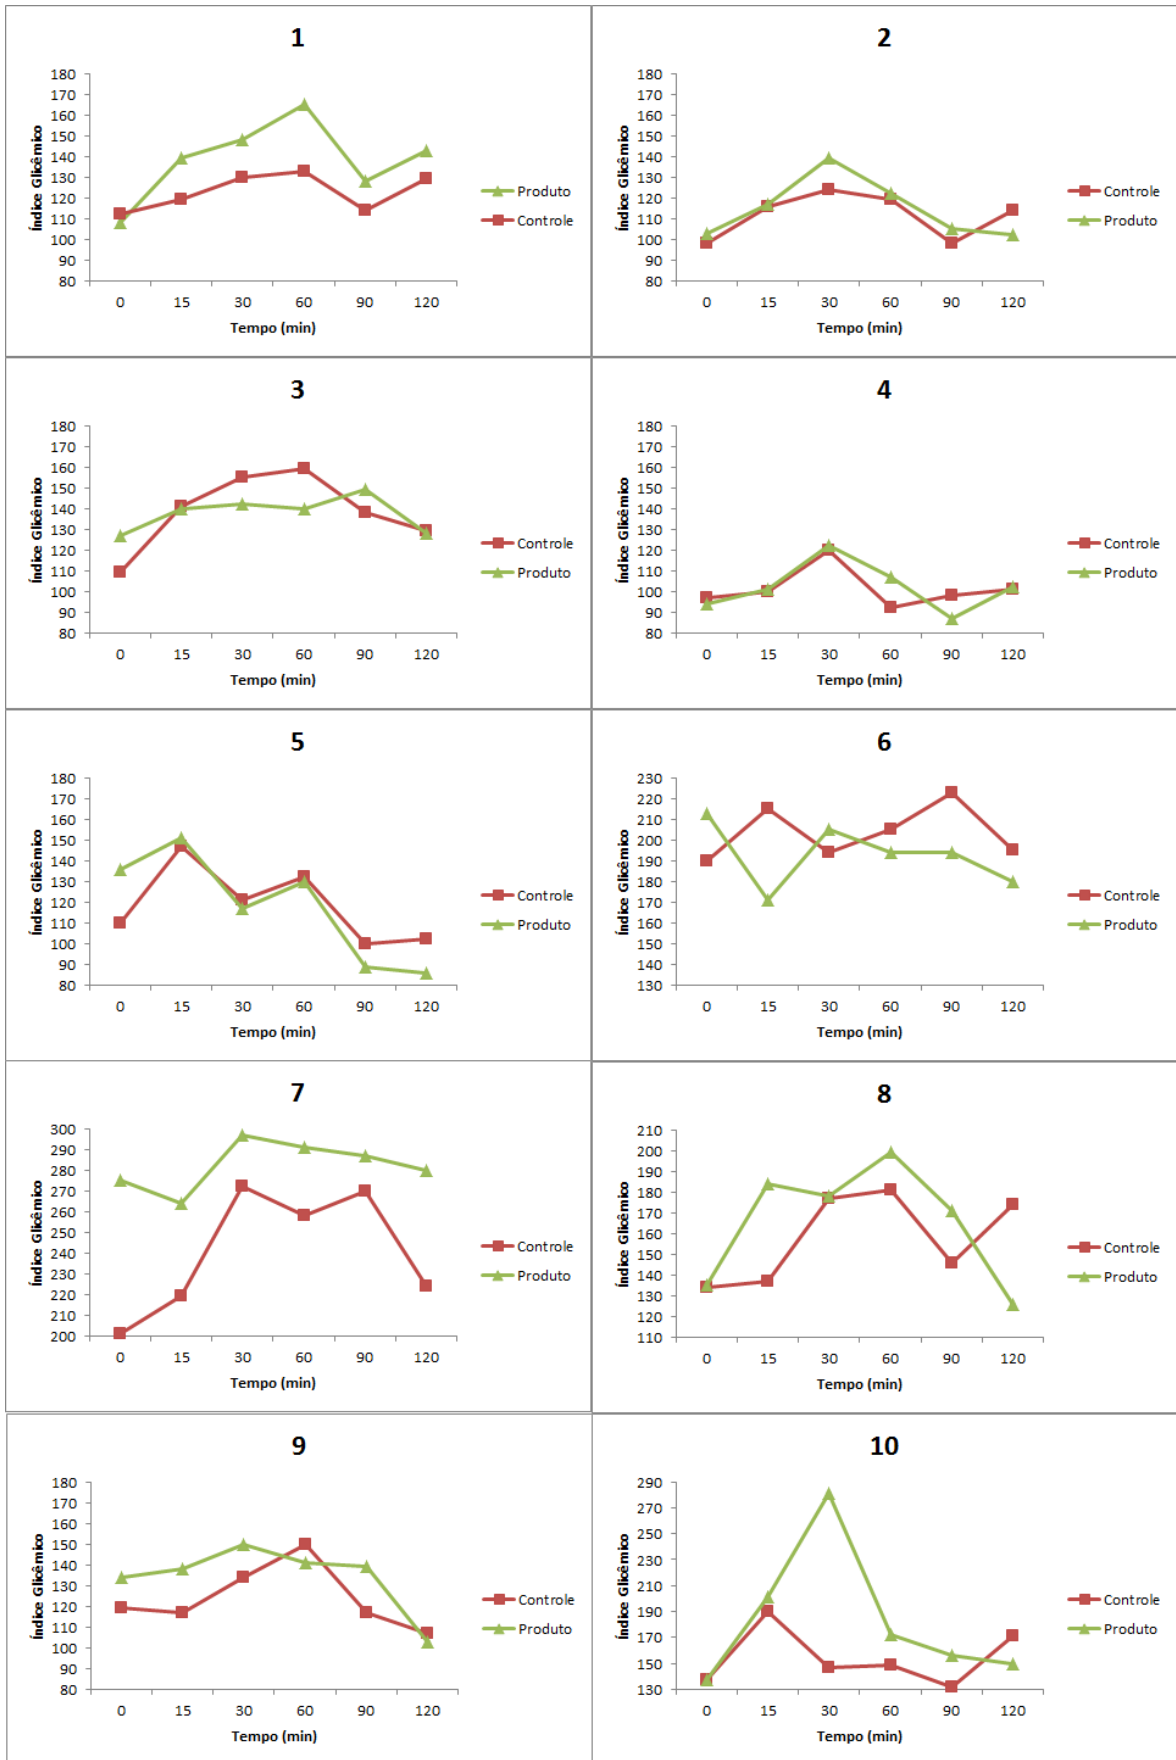 1
180
170
160
150
140
130
120
110
100
90
80
Índice Glicêmico
0 15 30 60 90 120
Tempo (min)
Produto
Controle
2
180
170
160
150
140
130
120
110
100
90
80
Índice Glicêmico
0 15 30 60 90 120
Tempo (min)
Controle
Produto
3
180
170
160
150
140
130
120
110
100
90
80
Índice Glicêmico
0 15 30 60 90 120
Tempo (min)
Controle
Produto
4
180
170
160
150
140
130
120
110
100
90
80
Índice Glicêmico
0 15 30 60 90 120
Tempo (min)
Controle
Produto
5
180
170
160
150
140
130
120
110
100
90
80
Índice Glicêmico
0 15 30 60 90 120
Tempo (min)
Controle
Produto
6
230
220
210
200
190
180
170
160
150
140
130
Índice Glicêmico
0 15 30 60 90 120
Tempo (min)
Controle
Produto
7
300
290
280
270
260
250
240
230
220
210
200
Índice Glicêmico
0 15 30 60 90 120
Tempo (min)
Controle
Produto
8
210
200
190
180
170
160
150
140
130
120
110
Índice Glicêmico
0 15 30 60 90 120
Tempo (min)
Controle
Produto
9
180
170
160
150
140
130
120
110
100
90
80
Índice Glicêmico
0 15 30 60 90 120
Tempo (min)
Controle
Produto
10
290
270
250
230
210
190
170
150
130
Índice Glicêmico
0 15 30 60 90 120
Tempo (min)
Controle
Produto